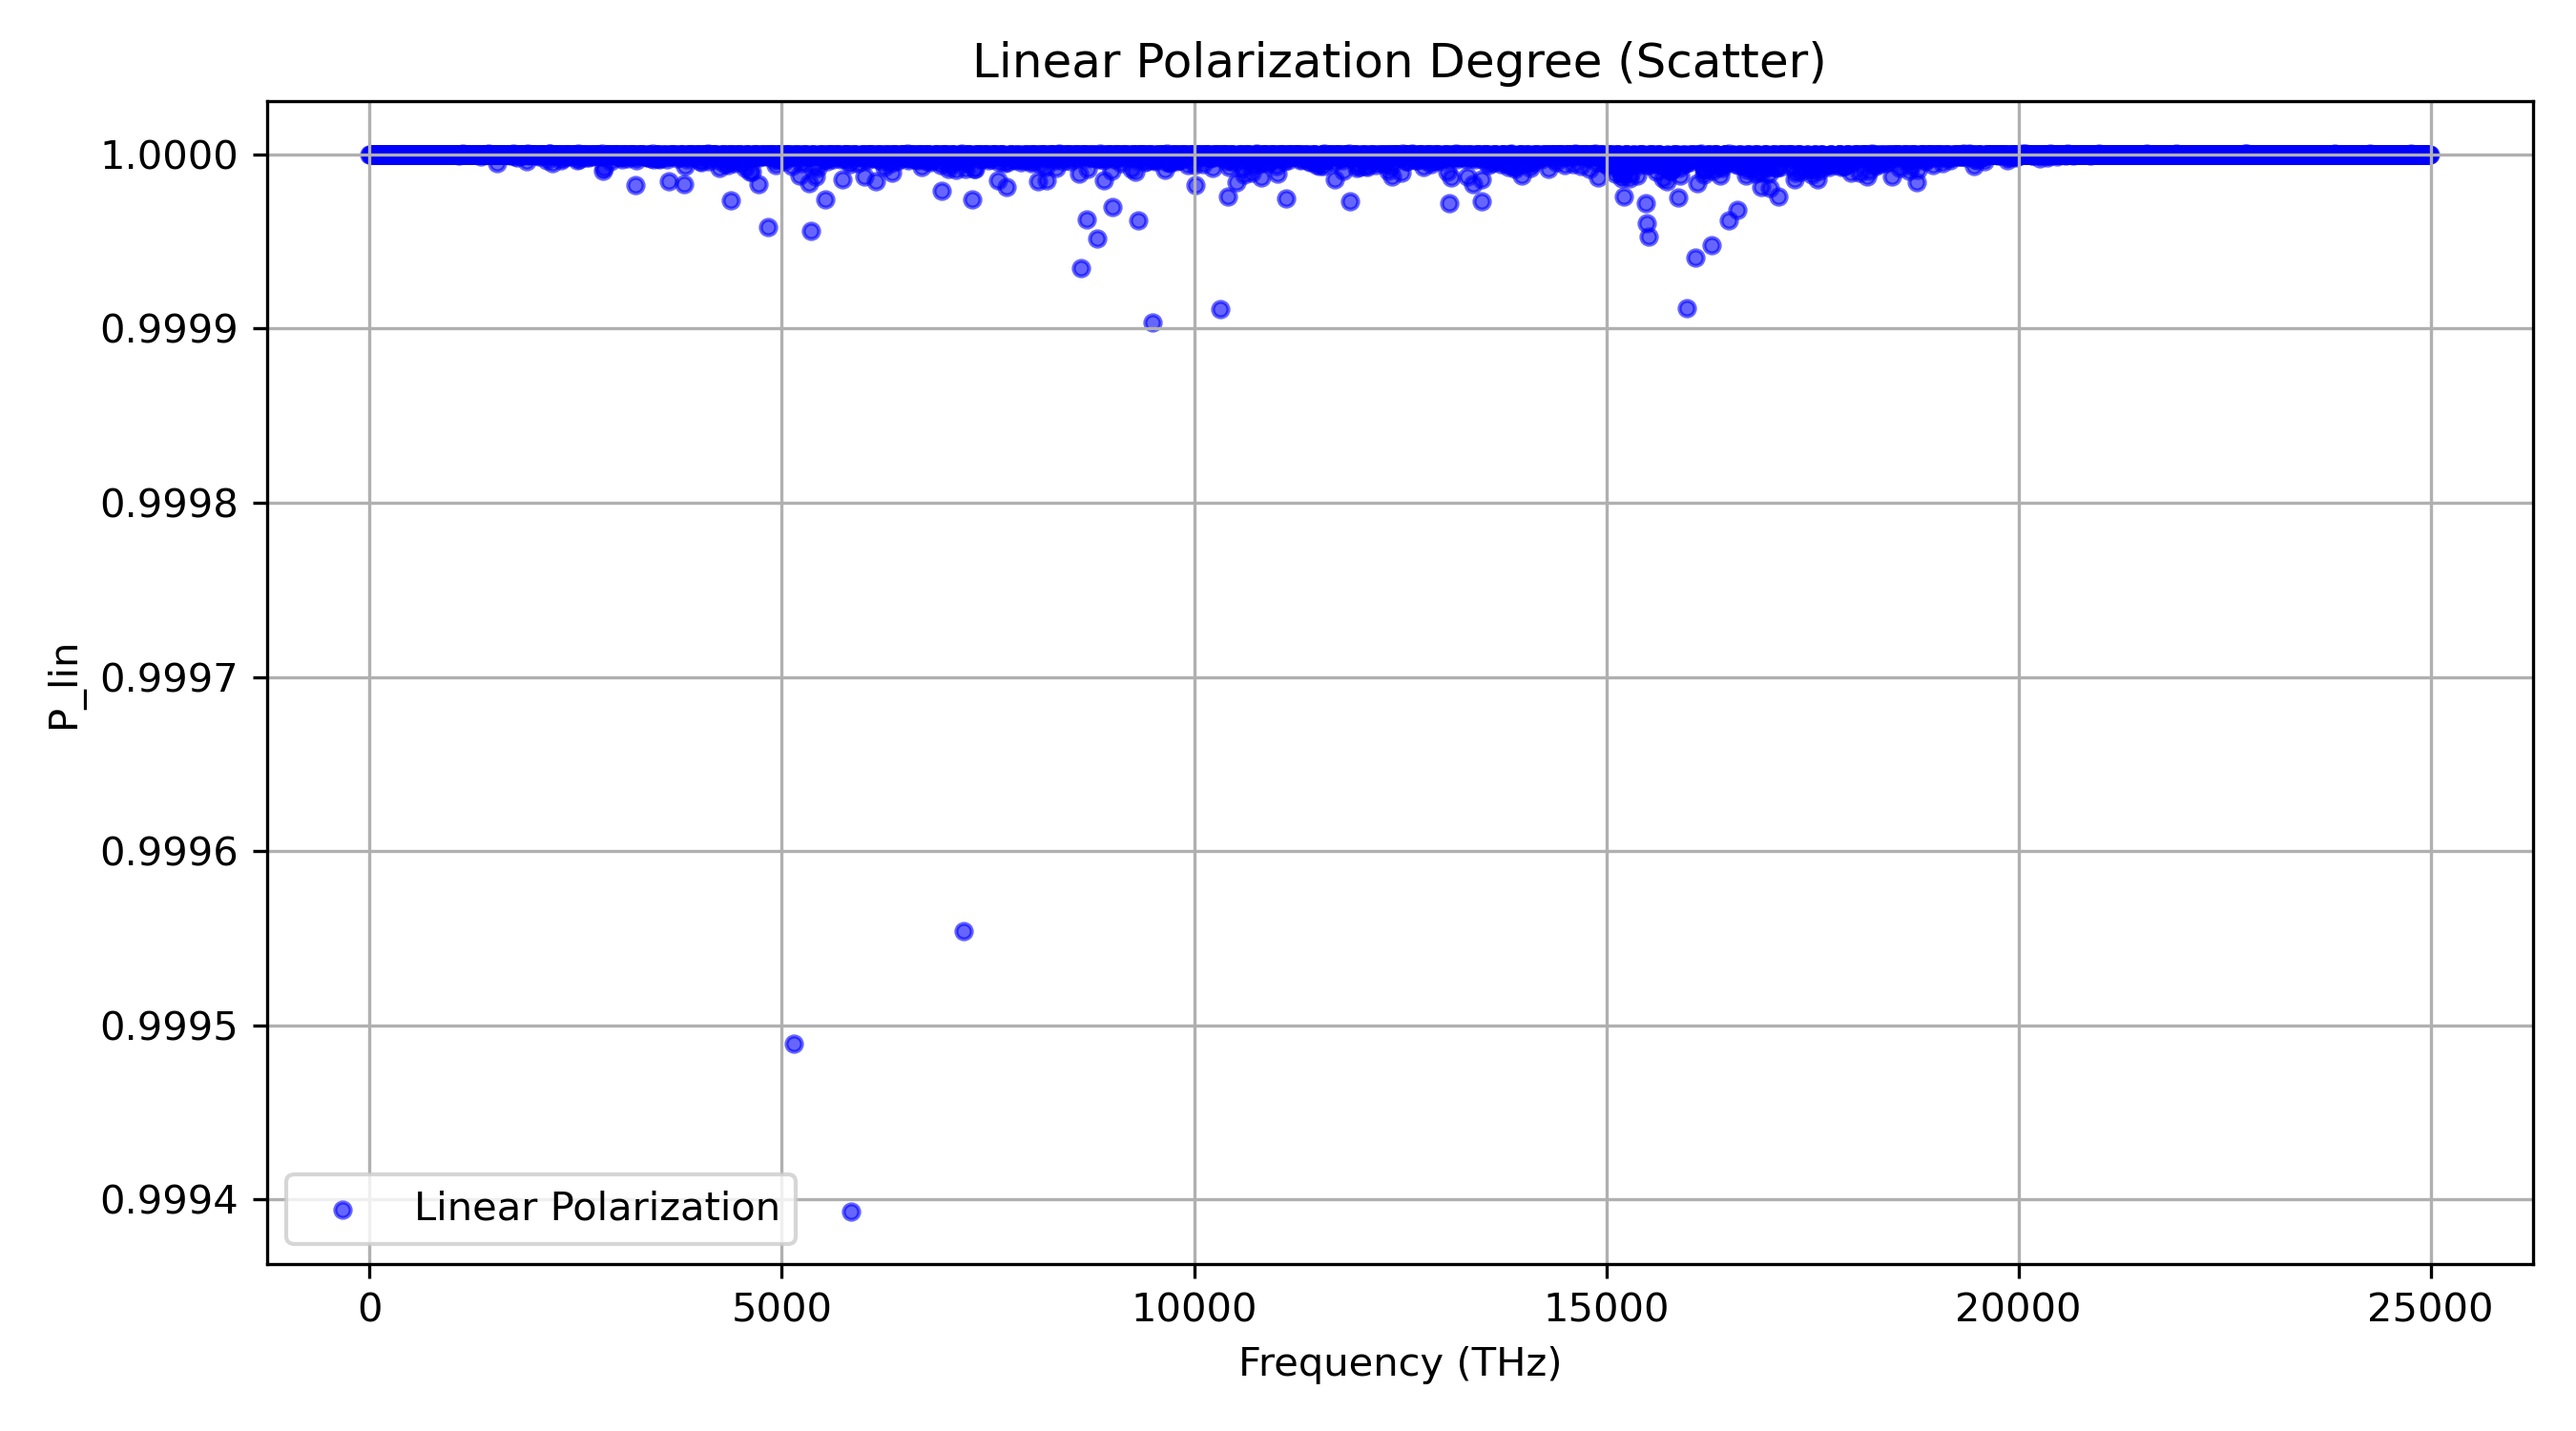 Linear Polarization Degree (Scatter)
1.0000
0.9999
0.9998
0.9997
0.9996
0.9995
0.9994
P_lin
Linear Polarization
0 5000 10000 15000 20000 25000
Frequency (THz)